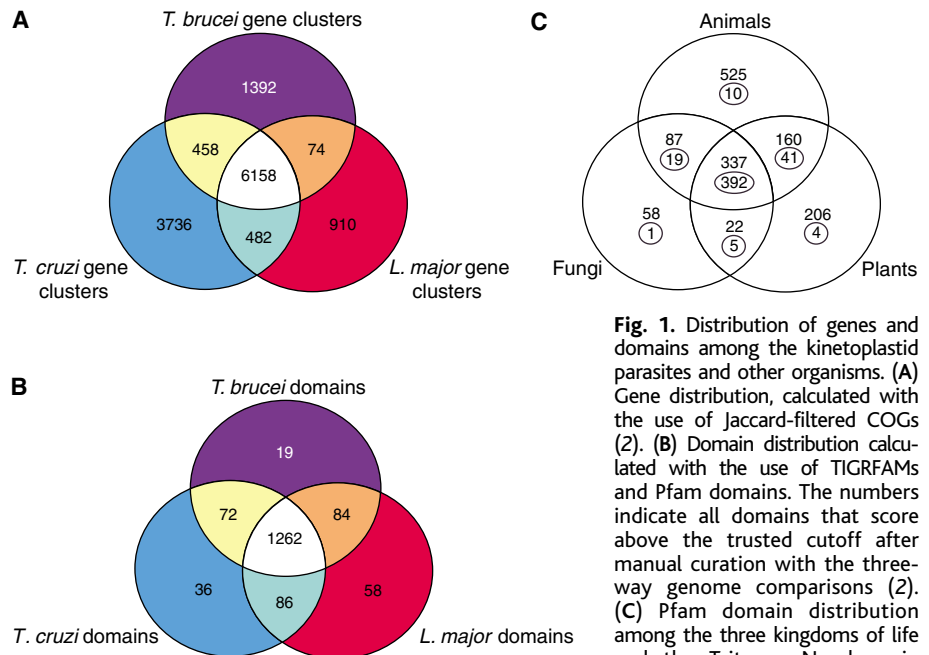 A
T. brucei gene clusters
1392
458
74
6158
3736
482
910
T. cruzi gene
clusters
L. major gene
clusters
B
T. brucei domains
19
72
84
1262
36
86
58
T. cruzi domains
L. major domains
C
Animals
525
10
87
19
160
41
337
392
58
1
22
5
206
4
Fungi
Plants
Fig. 1. Distribution of genes and
domains among the kinetoplastid
parasites and other organisms. (A)
Gene distribution, calculated with
the use of Jaccard-filtered COGs
(2). (B) Domain distribution calcu-
lated with the use of TIGRFAMs
and Pfam domains. The numbers
indicate all domains that score
above the trusted cutoff after
manual curation with the three-
way genome comparisons (2).
(C) Pfam domain distribution
among the three kingdoms of life